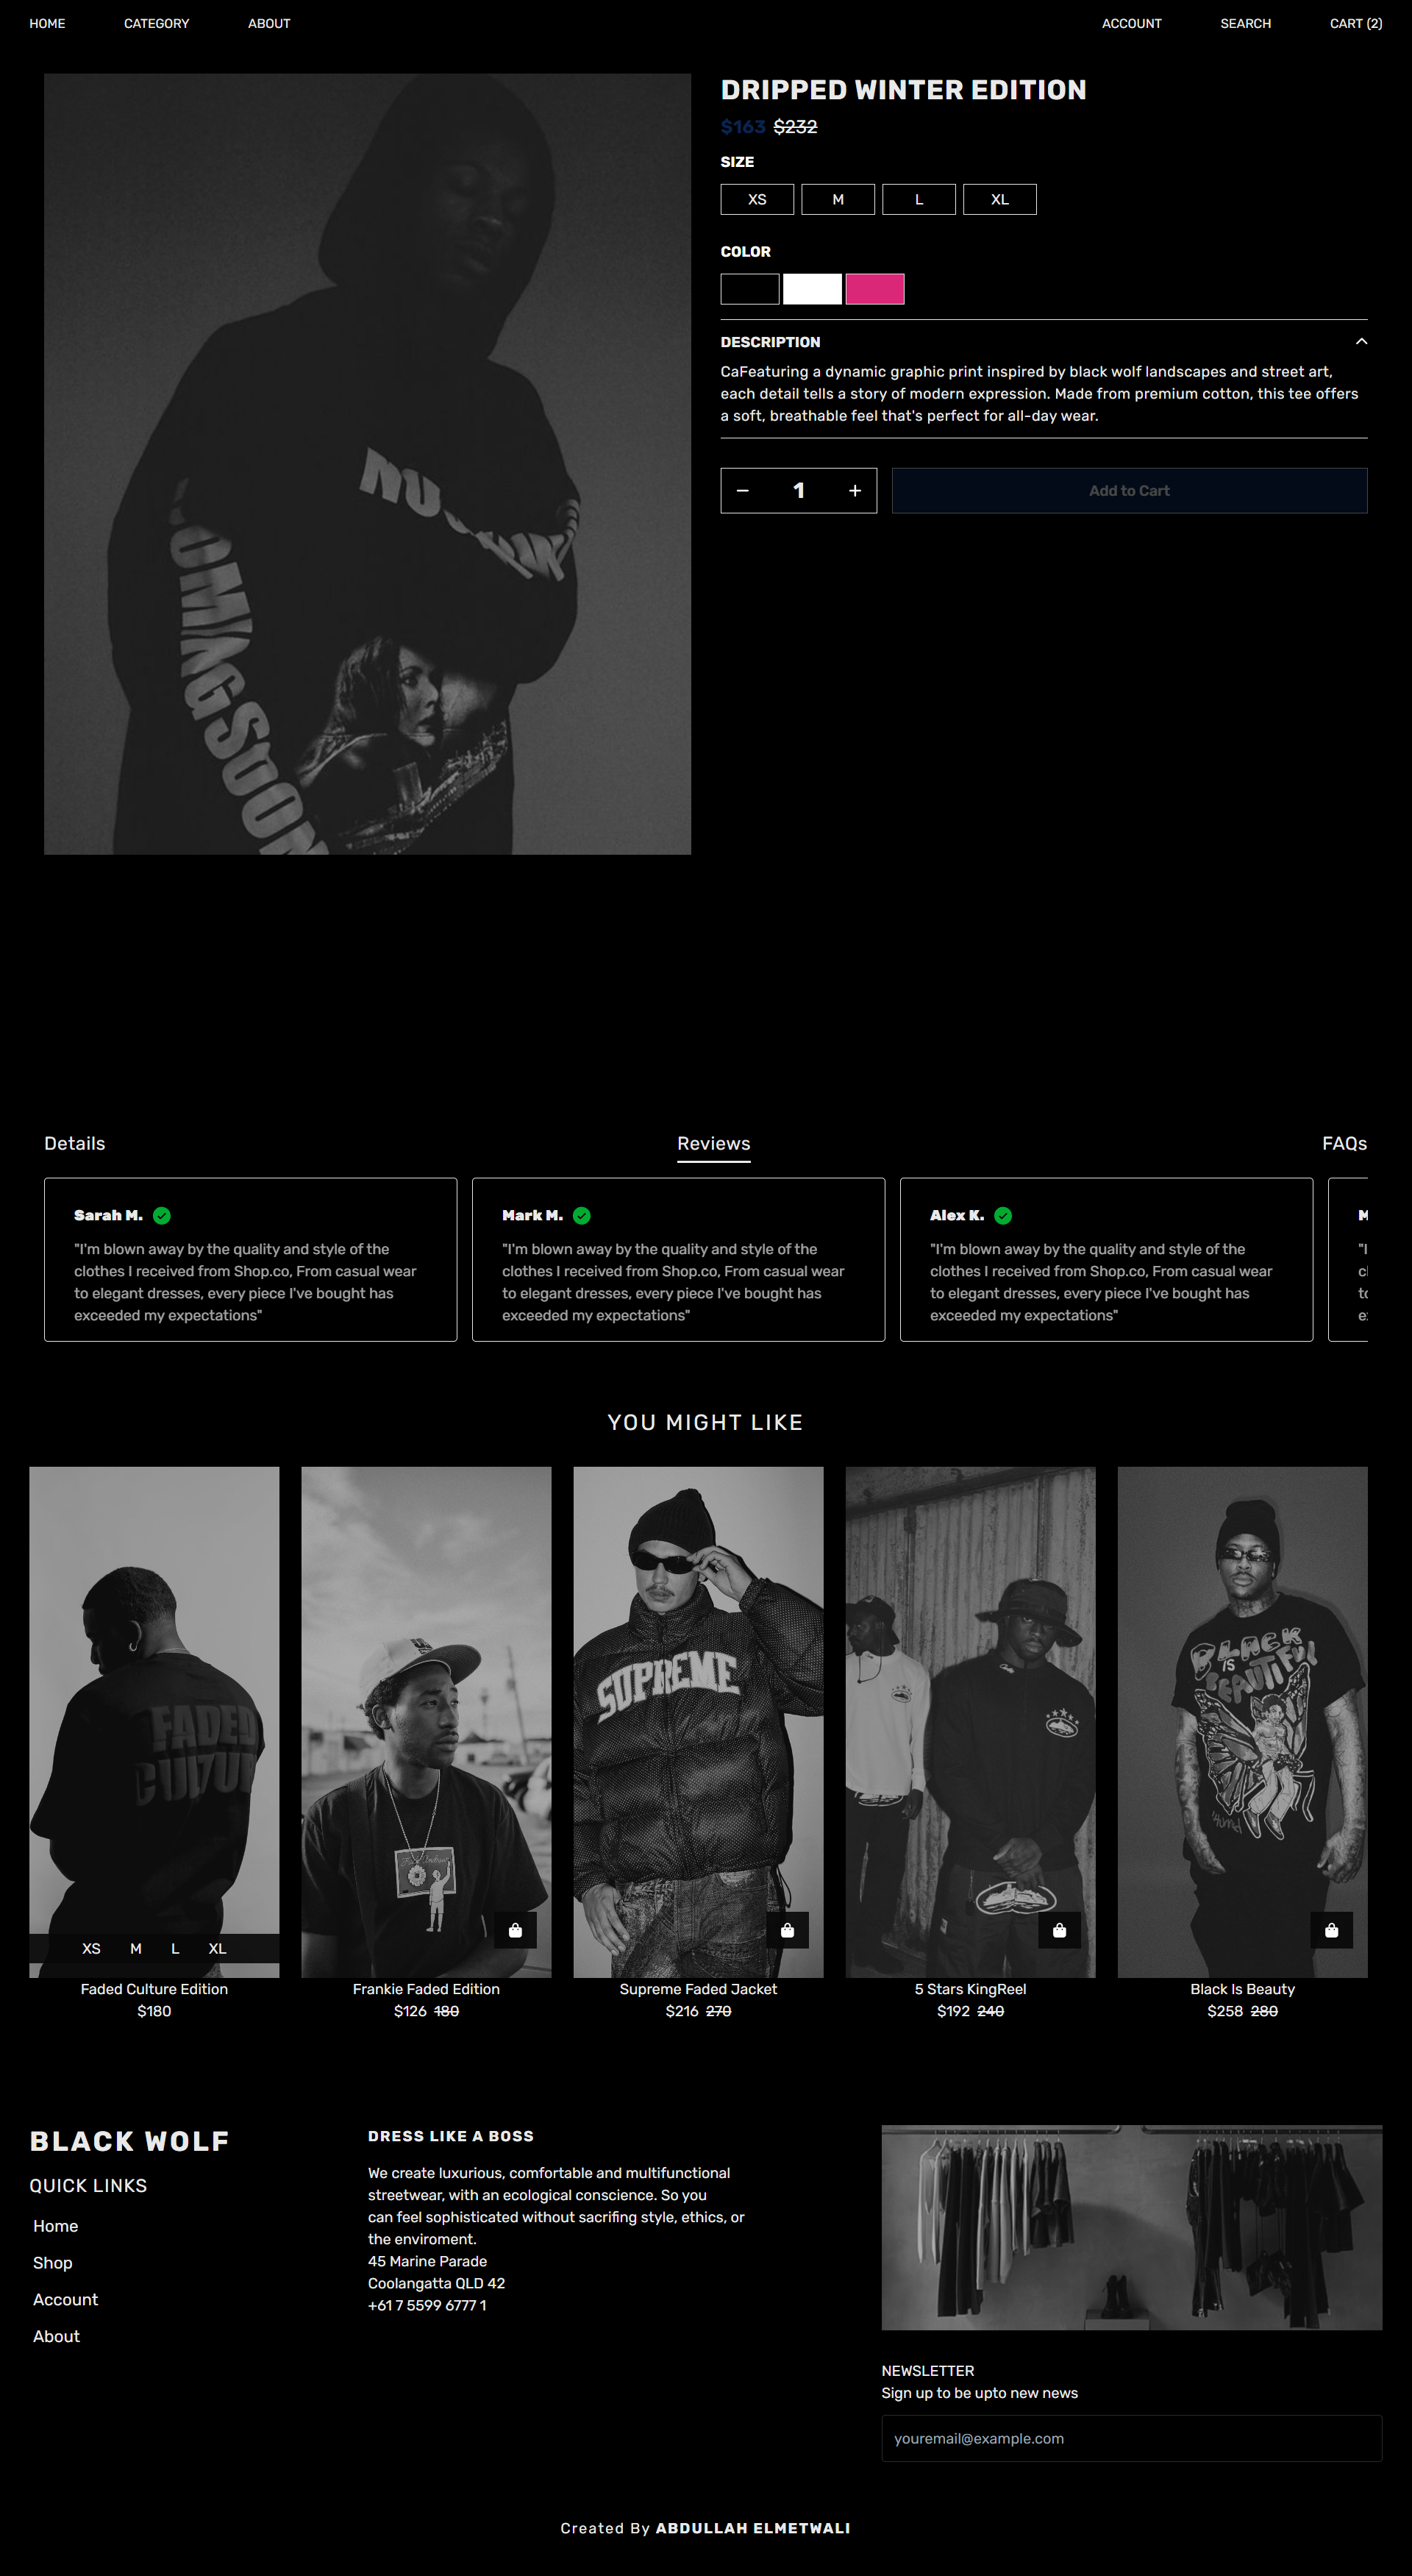 HOME
CATEGORY
ABOUT
ACCOUNT
SEARCH
CART (2)
DRIPPED WINTER EDITION
$163 $232
SIZE
XS
M
L
XL
COLOR
DESCRIPTION
CaFeaturing a dynamic graphic print inspired by black wolf landscapes and street art,
each detail tells a story of modern expression. Made from premium cotton, this tee offers
a soft, breathable feel that's perfect for all-day wear.
1
Add to Cart
Details
Reviews
FAQs
Sarah M.
"I'm blown away by the quality and style of the
clothes I received from Shop.co, From casual wear
to elegant dresses, every piece I've bought has
exceeded my expectations"
Mark M.
"I'm blown away by the quality and style of the
clothes I received from Shop.co, From casual wear
to elegant dresses, every piece I've bought has
exceeded my expectations"
Alex K.
"I'm blown away by the quality and style of the
clothes I received from Shop.co, From casual wear
to elegant dresses, every piece I've bought has
exceeded my expectations"
YOU MIGHT LIKE
FADED
CULTURE
SUPREME
BLACK
IS
BEAUTIFUL
XS
M
L
XL
Faded Culture Edition
$180
Frankie Faded Edition
$126 180
Supreme Faded Jacket
$216 270
5 Stars KingReel
$192 240
Black Is Beauty
$258 280
BLACK WOLF
QUICK LINKS
Home
Shop
Account
About
DRESS LIKE A BOSS
We create luxurious, comfortable and multifunctional
streetwear, with an ecological conscience. So you
can feel sophisticated without sacrifing style, ethics, or
the enviroment.
45 Marine Parade
Coolangatta QLD 42
+61 7 5599 6777 1
NEWSLETTER
Sign up to be upto new news
youremail@example.com
Created By ABDULLAH ELMETWALI